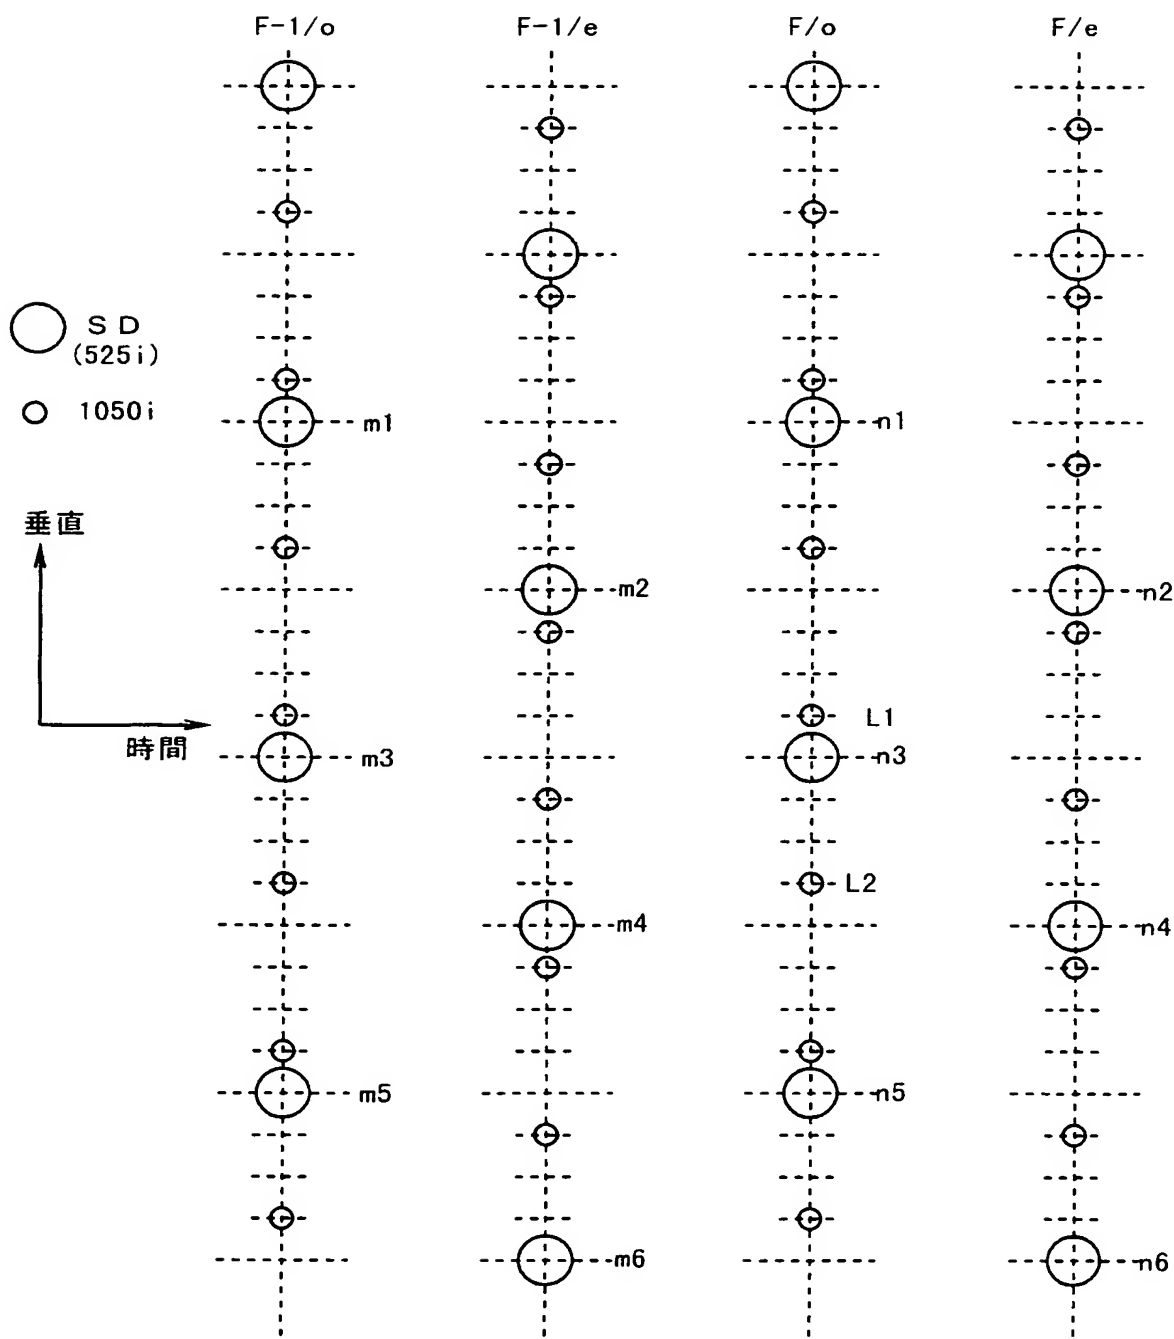 F-1/o F-1/e F/o F/e
SD
(525i)
1050i
m1 n1
垂直
m2 n2
L1
時間 m3 n3
L2
m4 n4
m5 n5
m6 n6